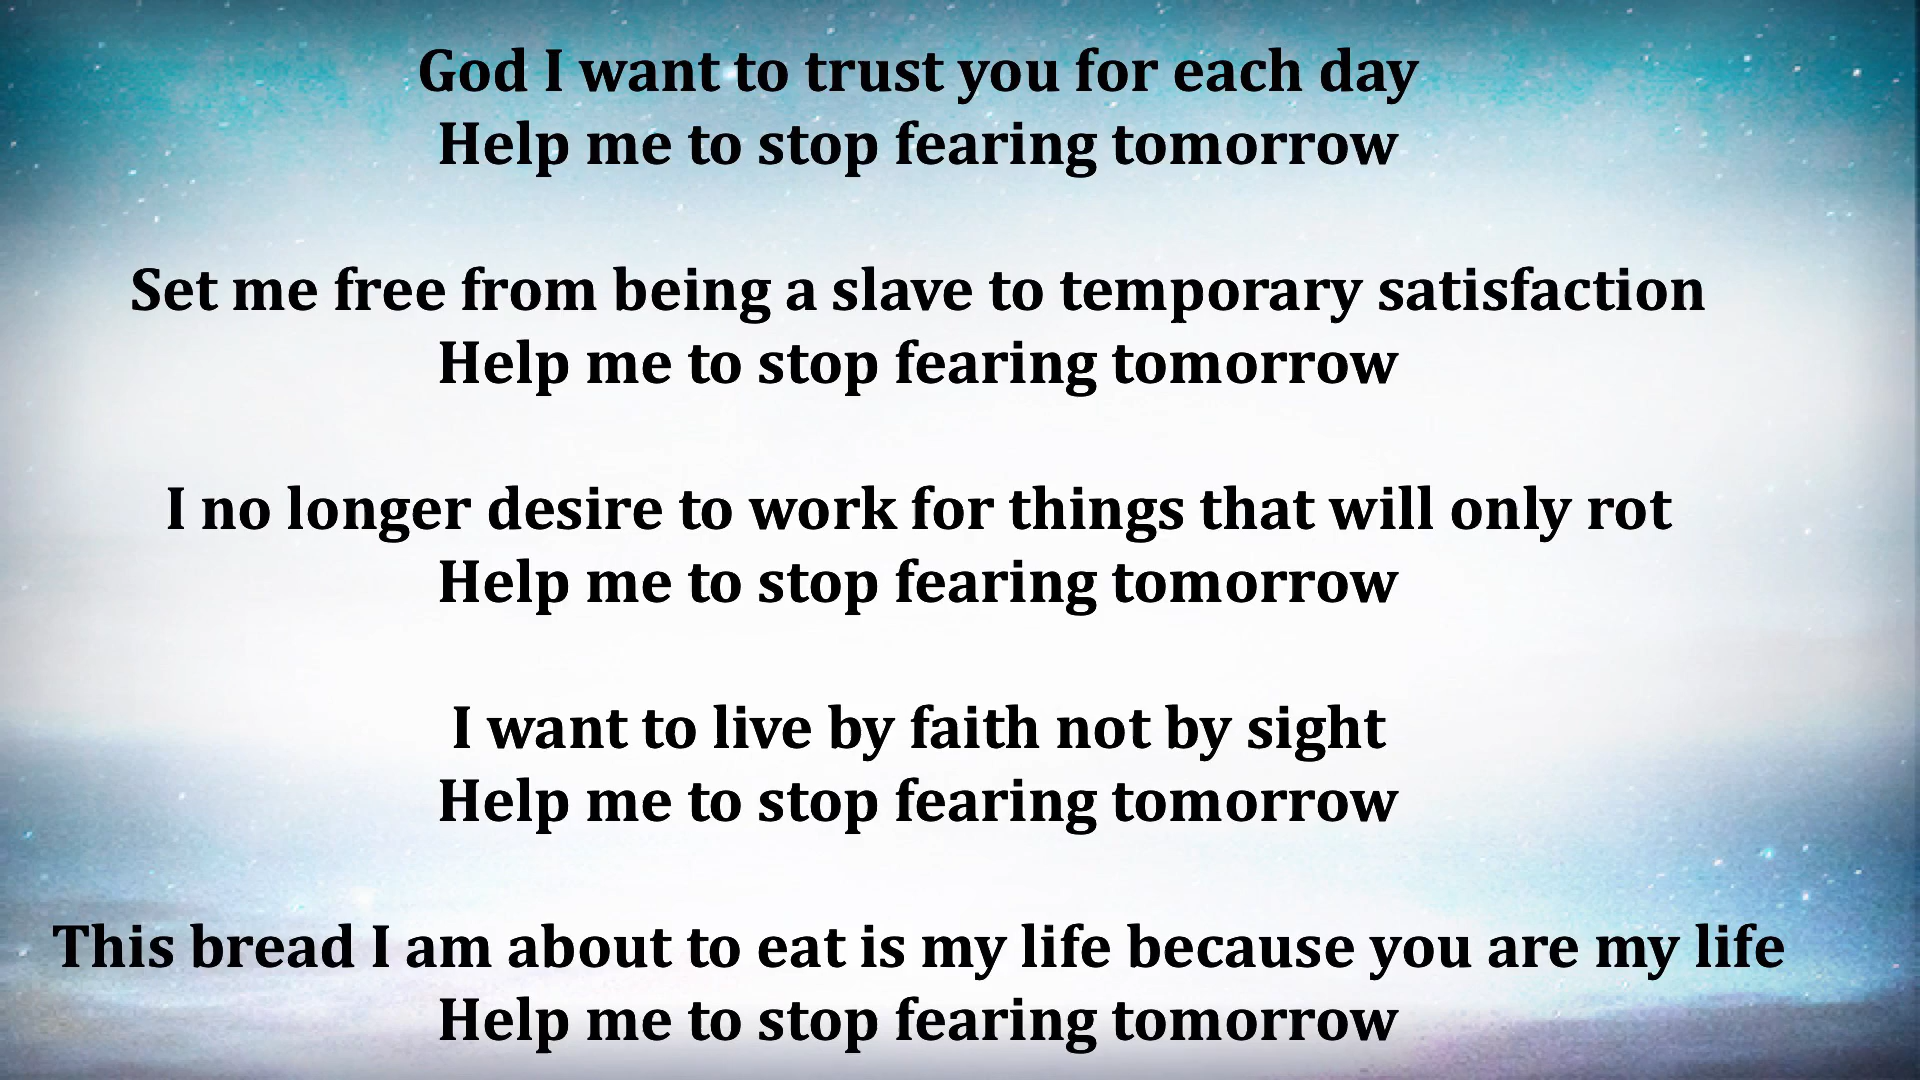 God I want to trust you for each day
Help me to stop fearing tomorrow
Set me free from being a slave to temporary satisfaction
Help me to stop fearing tomorrow
I no longer desire to work for things that will only rot
Help me to stop fearing tomorrow
I want to live by faith not by sight
Help me to stop fearing tomorrow
This bread I am about to eat is my life because you are my life
Help me to stop fearing tomorrow